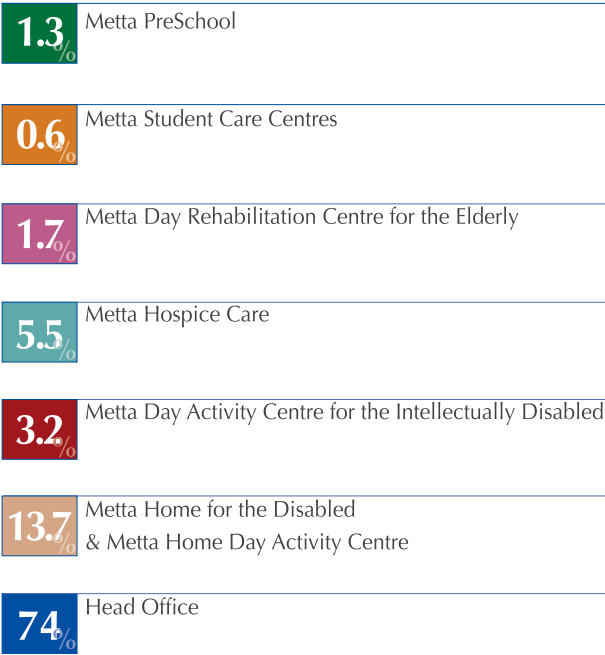 1.3% Metta PreSchool
0.6% Metta Student Care Centres
1.7% Metta Day Rehabilitation Centre for the Elderly
5.5% Metta Hospice Care
3.2% Metta Day Activity Centre for the Intellectually Disabled
13.7% Metta Home for the Disabled
& Metta Home Day Activity Centre
74% Head Office